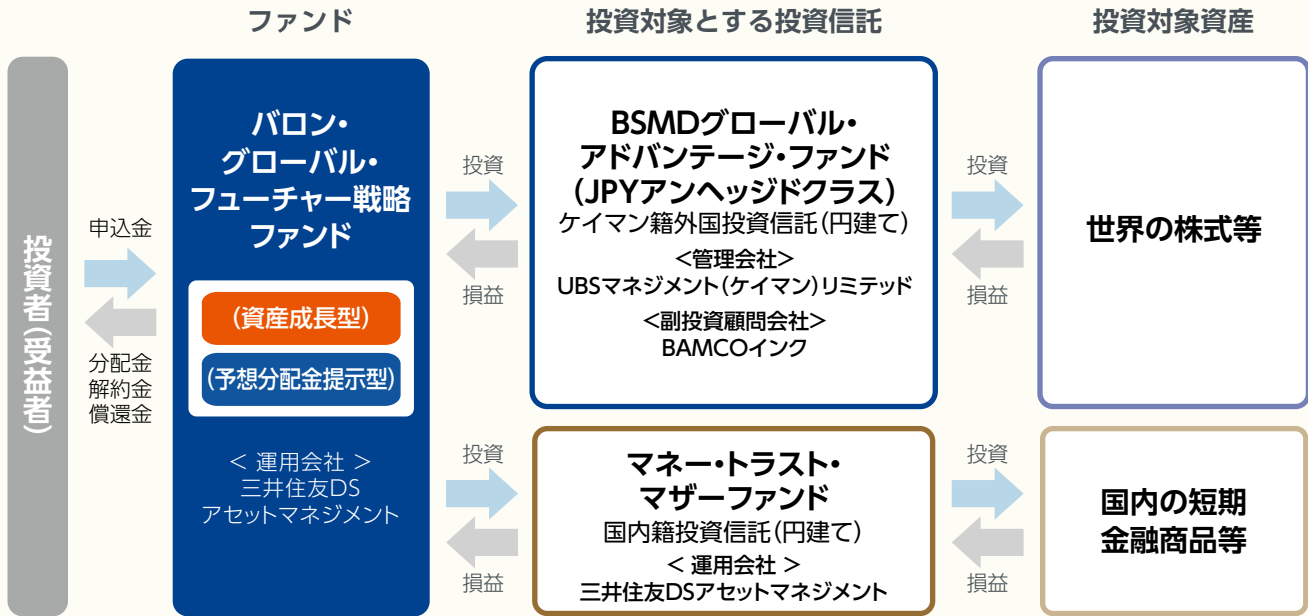 ファンド
投資対象とする投資信託
投資対象資産
投資者(受益者)
申込金
分配金
解約金
償還金
バロン・
グローバル・
フューチャー戦略
ファンド
(資産成長型)
(予想分配金提示型)
< 運用会社 >
三井住友DS
アセットマネジメント
投資
損益
BSMDグローバル・
アドバンテージ・ファンド
(JPYアンヘッジドクラス)
ケイマン籍外国投資信託(円建て)
<管理会社>
UBSマネジメント(ケイマン)リミテッド
<副投資顧問会社>
BAMCOインク
投資
損益
世界の株式等
投資
損益
マネー・トラスト・
マザーファンド
国内籍投資信託(円建て)
< 運用会社 >
三井住友DSアセットマネジメント
投資
損益
国内の短期
金融商品等